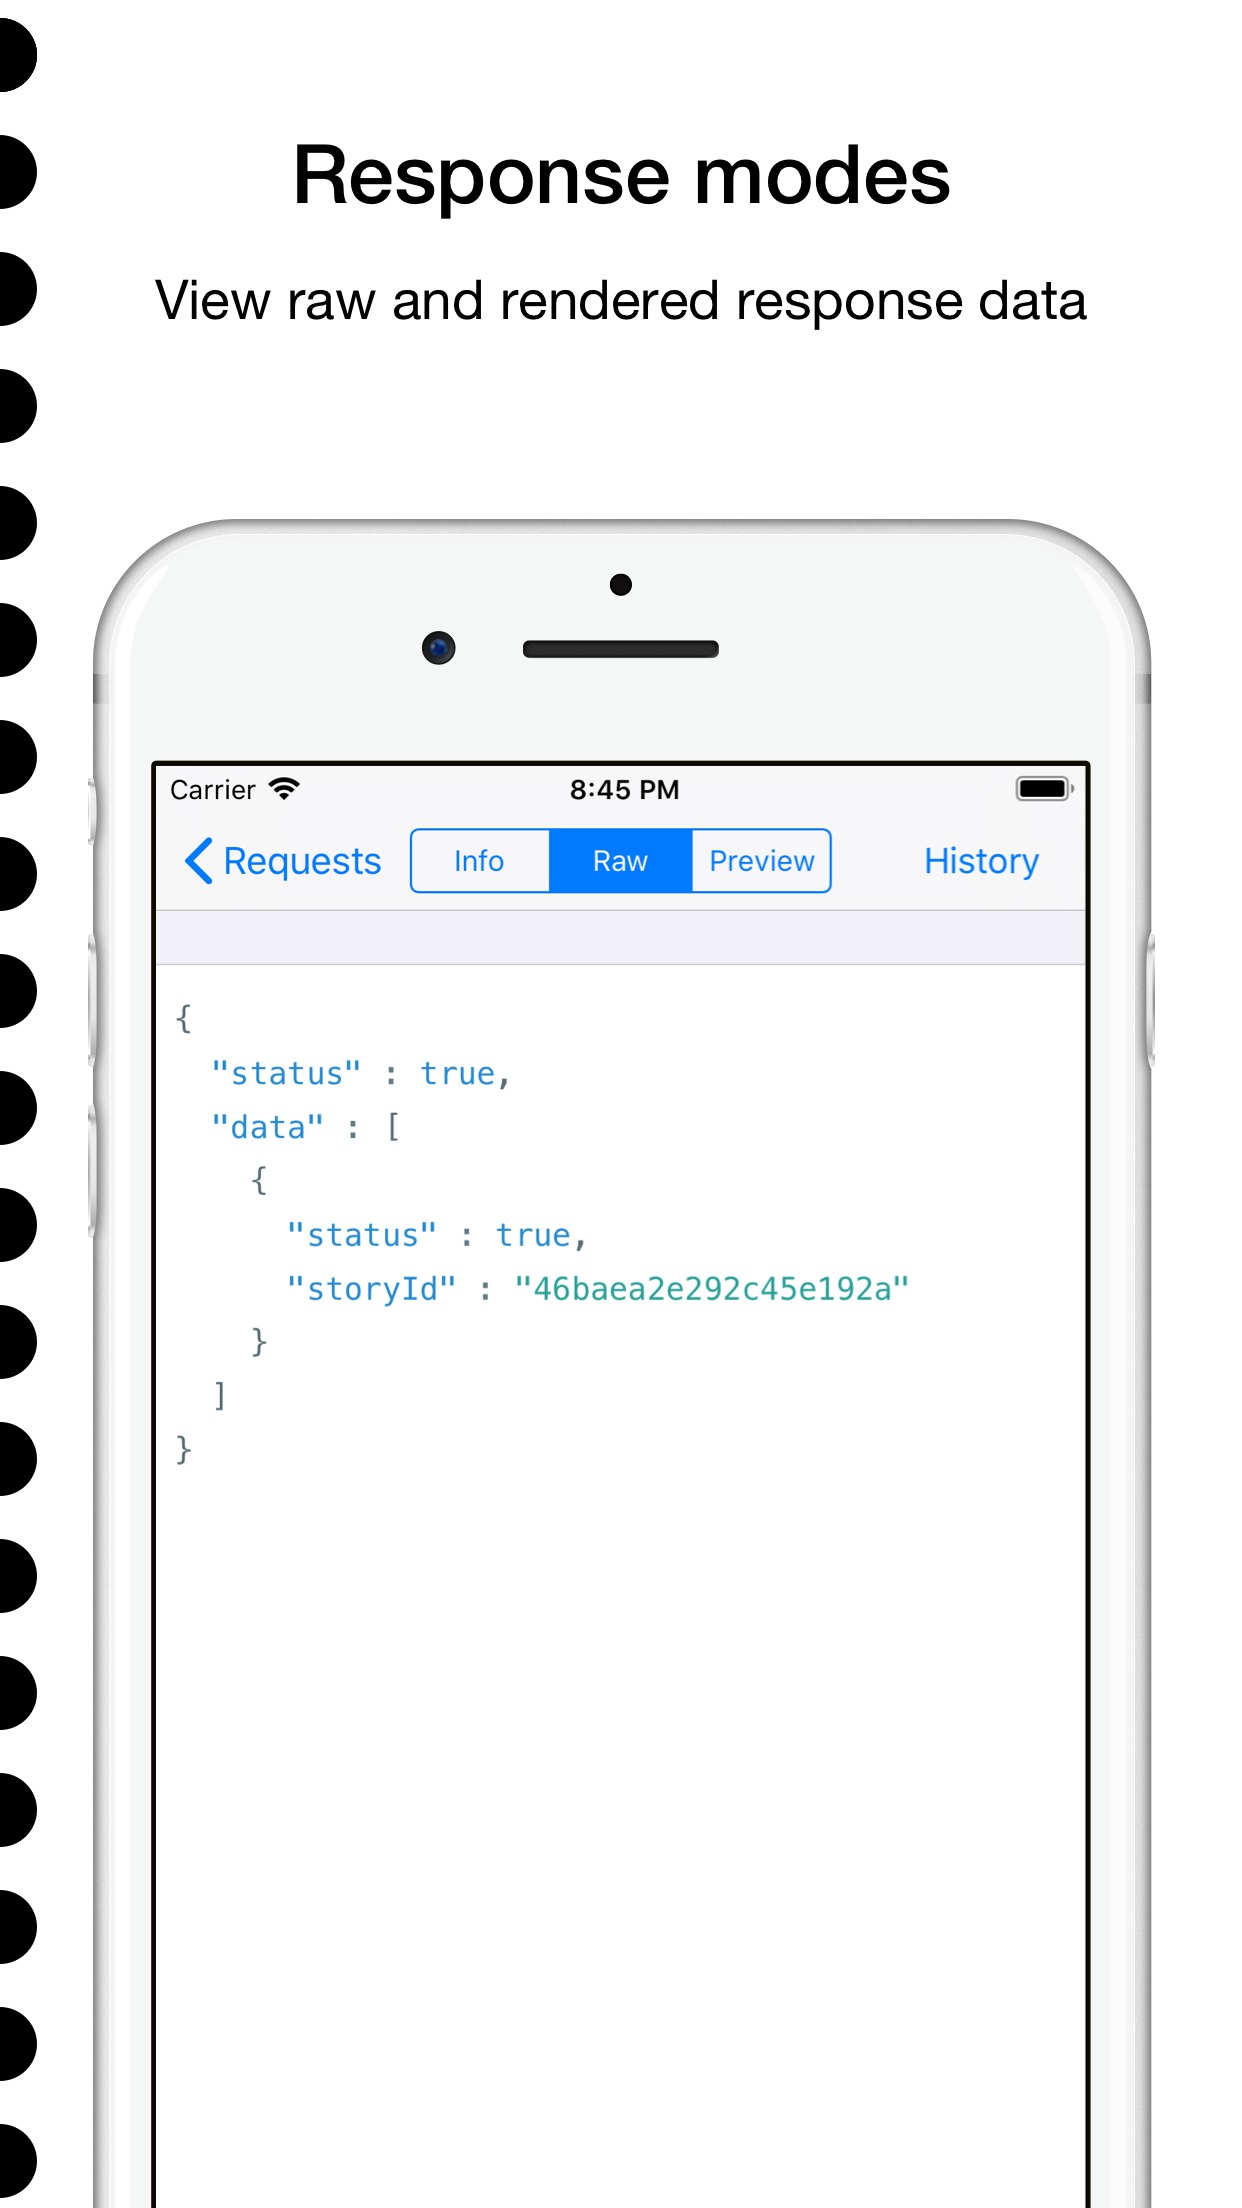 Response modes
View raw and rendered response data
Carrier 8:45 PM
Requests Info Raw Preview History
{
"status" : true,
"data" : [
{
"status" : true,
"storyId" : "46baea2e292c45e192a"
}
]
}